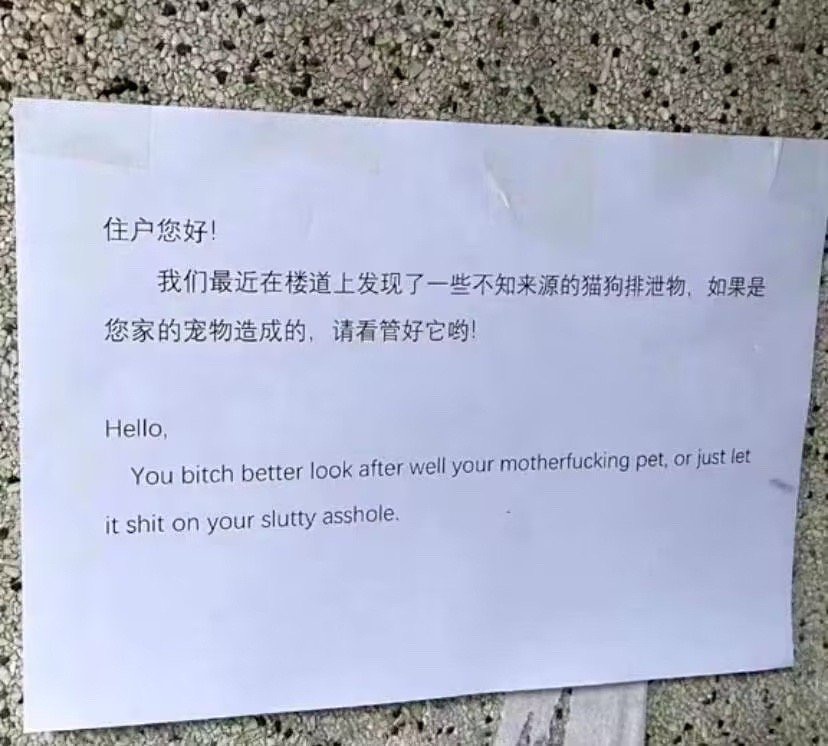 住户您好！
我们最近在楼道上发现了一些不知来源的猫狗排泄物，如果是
您家的宠物造成的，请看管好它哟！
Hello,
You bitch better look after well your motherfucking pet, or just let
it shit on your slutty asshole.